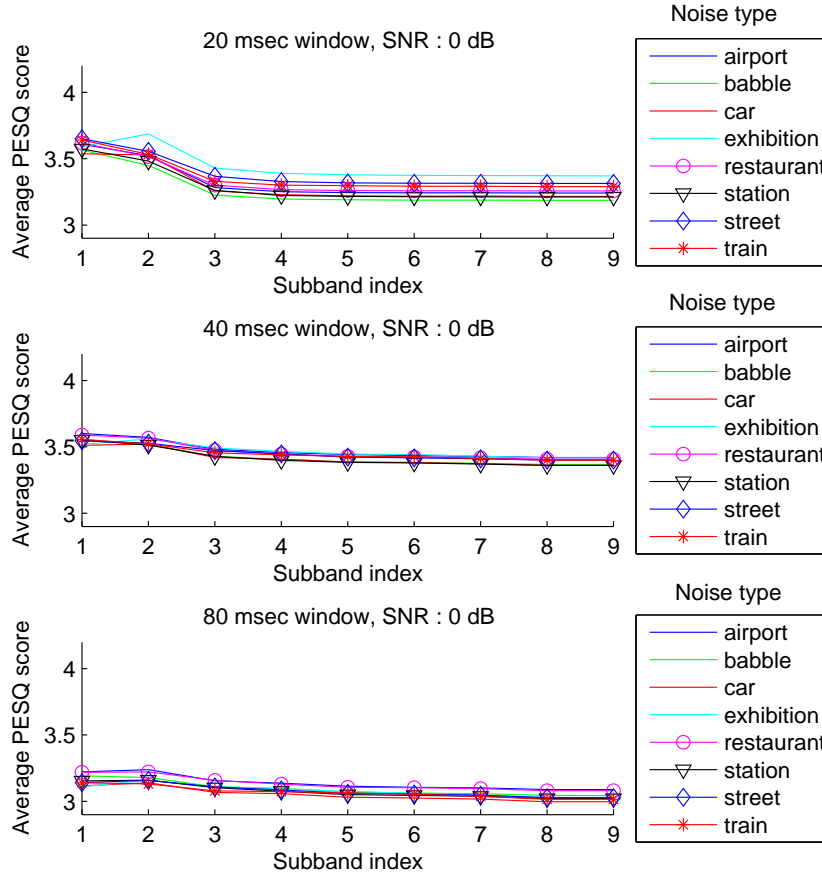 20 msec window, SNR : 0 dB
Average PESQ score
4
3.5
3
1 2 3 4 5 6 7 8 9
Subband index
Noise type
airport
babble
car
exhibition
restaurant
station
street
train
40 msec window, SNR : 0 dB
Average PESQ score
4
3.5
3
1 2 3 4 5 6 7 8 9
Subband index
Noise type
airport
babble
car
exhibition
restaurant
station
street
train
80 msec window, SNR : 0 dB
Average PESQ score
4
3.5
3
1 2 3 4 5 6 7 8 9
Subband index
Noise type
airport
babble
car
exhibition
restaurant
station
street
train